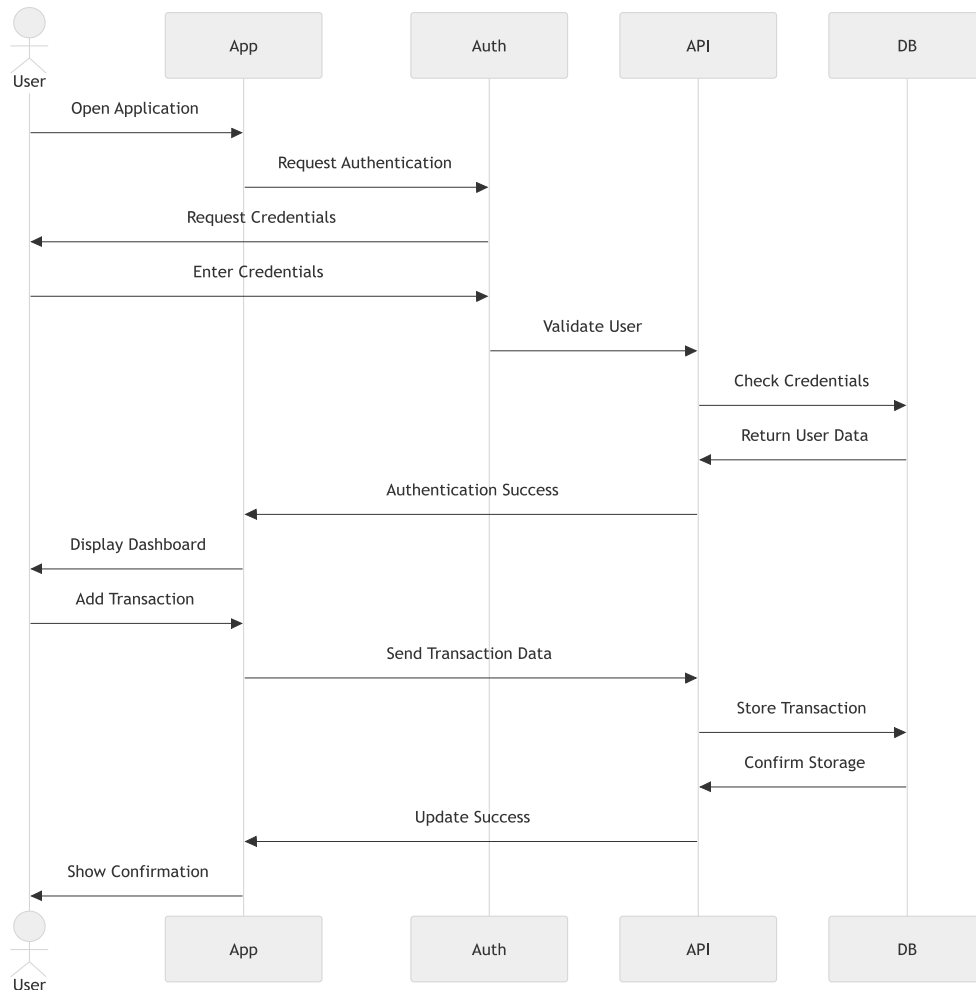 App
Auth
API
DB
User
Open Application
Request Authentication
Request Credentials
Enter Credentials
Validate User
Check Credentials
Return User Data
Authentication Success
Display Dashboard
Add Transaction
Send Transaction Data
Store Transaction
Confirm Storage
Update Success
Show Confirmation
App
Auth
API
DB
User